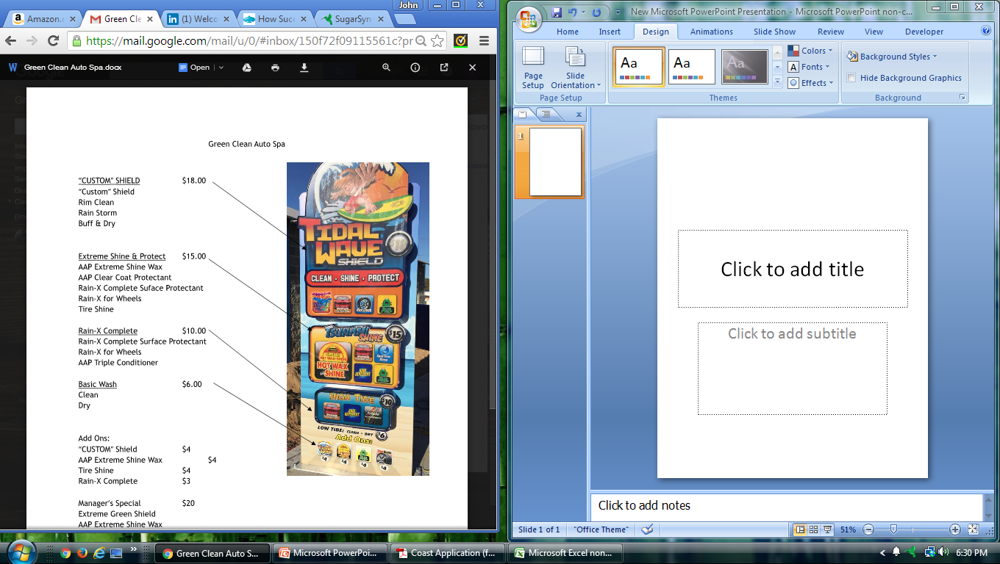 John
Amazon.c
Green Cle
(1) Welco
How Succ
SugarSyn
https://mail.google.com/mail/u/0/#inbox/150f72f09115561c?pr
Green Clean Auto Spa.docx
Open
Green Clean Auto Spa
“CUSTOM” SHIELD $18.00
“Custom” Shield
Rim Clean
Rain Storm
Buff & Dry
Extreme Shine & Protect $15.00
AAP Extreme Shine Wax
AAP Clear Coat Protectant
Rain-X Complete Suface Protectant
Rain-X for Wheels
Tire Shine
Rain-X Complete $10.00
Rain-X Complete Surface Protectant
Rain-X for Wheels
AAP Triple Conditioner
Basic Wash $6.00
Clean
Dry
Add Ons:
“CUSTOM” Shield $4
AAP Extreme Shine Wax $4
Tire Shine $4
Rain-X Complete $3
Manager’s Special $20
Extreme Green Shield
AAP Extreme Shine Wax
TIDAL
WAVE
SHIELD
CLEAN · SHINE · PROTECT
TSUNAMI
SHINE
$15
HOT WAX
SHINE
HIGH TIDE
$10
LOW TIDE: CLEAN · DRY $6
Add Ons:
$4 $4 $4 $4
New Microsoft PowerPoint Presentation - Microsoft PowerPoint non-c...
Home Insert Design Animations Slide Show Review View Developer
Page Setup
Slide Orientation
Aa Aa Aa
Colors
Fonts
Effects
Background Styles
Hide Background Graphics
Page Setup Themes Background
1
Click to add title
Click to add subtitle
Click to add notes
Slide 1 of 1 "Office Theme" 51%
Green Clean Auto S...
Microsoft PowerPoi...
Coast Application (f...
Microsoft Excel non...
6:30 PM